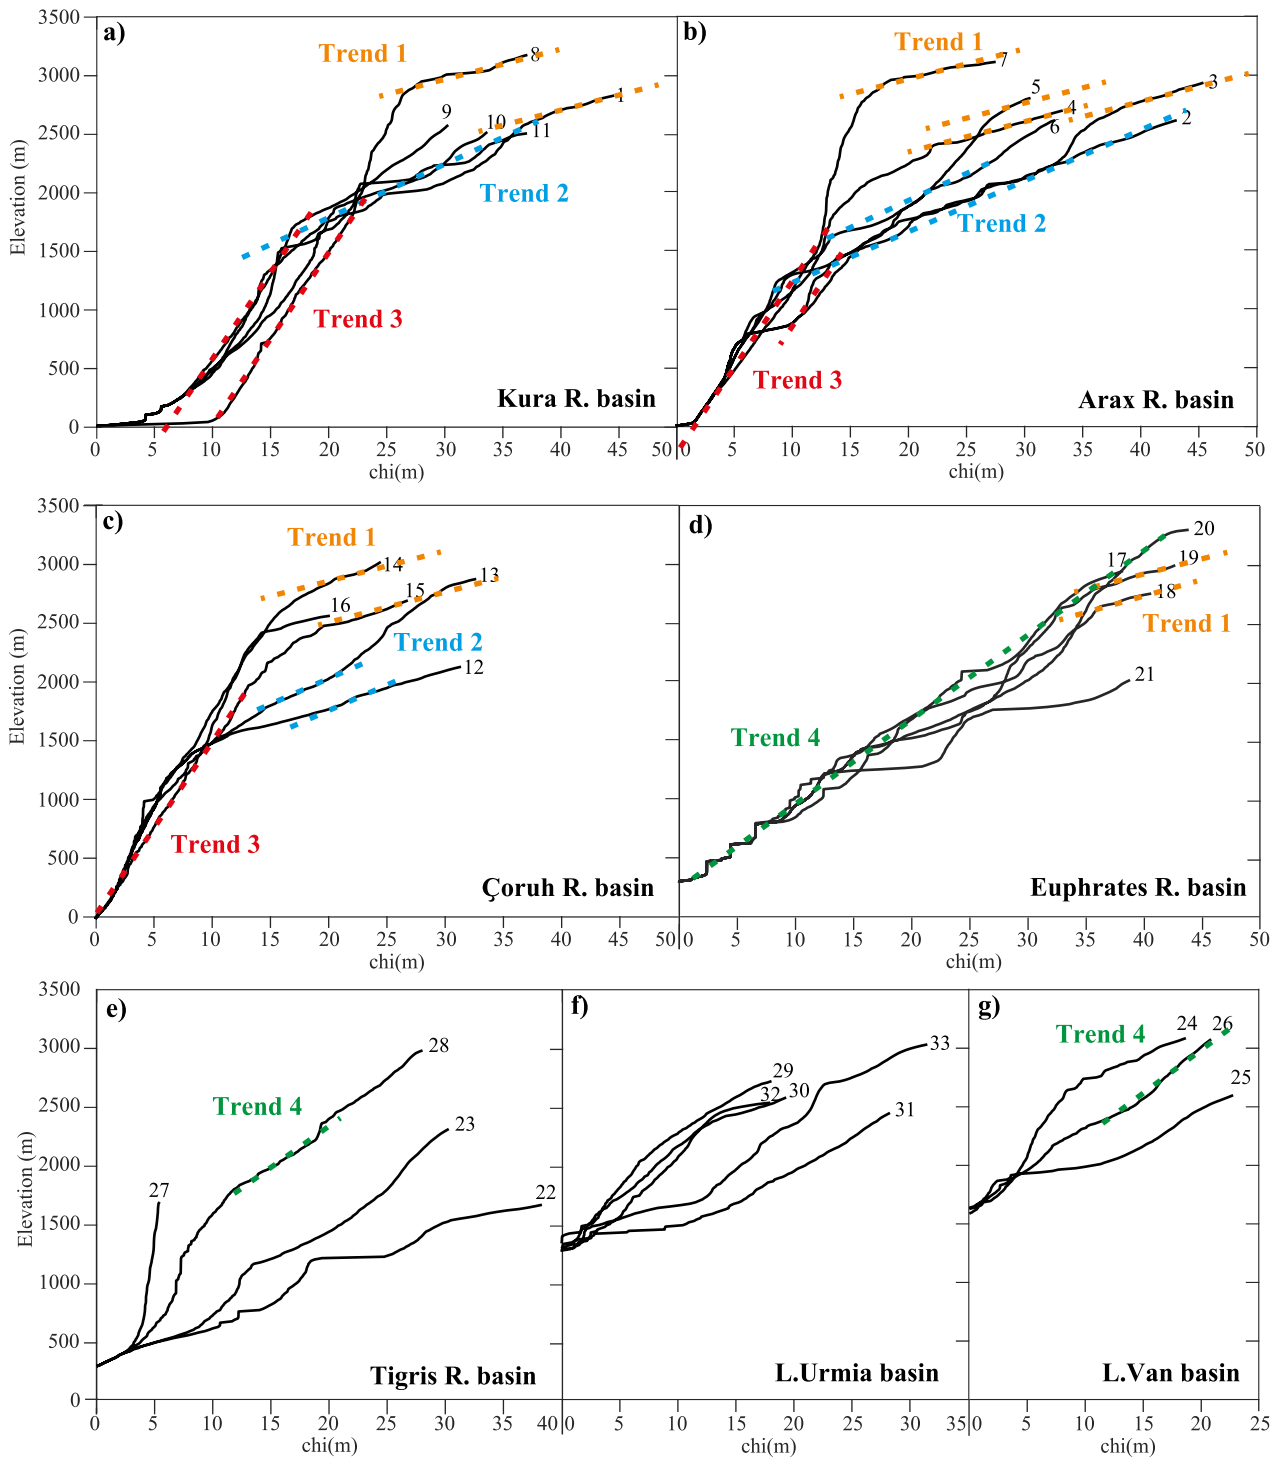 a)
3500
3000
2500
2000
1500
1000
500
0
Elevation (m)
Trend 1
8
1
9
10
11
Trend 2
Trend 3
Kura R. basin
0 5 10 15 20 25 30 35 40 45 50
chi(m)
b)
Trend 1
7
5
4
3
6
2
Trend 2
Trend 3
Arax R. basin
5 10 15 20 25 30 35 40 45 50
chi(m)
c)
3500
3000
2500
2000
1500
1000
500
0
Elevation (m)
Trend 1
14
13
15
16
Trend 2
12
Trend 3
Çoruh R. basin
0 5 10 15 20 25 30 35 40 45 50
chi(m)
d)
20
17
19
18
Trend 1
21
Trend 4
Euphrates R. basin
0 5 10 15 20 25 30 35 40 45 50
chi(m)
e)
3500
3000
2500
2000
1500
1000
500
0
Elevation (m)
28
Trend 4
23
27
22
Tigris R. basin
0 5 10 15 20 25 30 35 40
chi(m)
f)
33
29
32 30
31
L.Urmia basin
0 5 10 15 20 25 30 35
chi(m)
g)
Trend 4
24
26
25
L.Van basin
0 5 10 15 20 25
chi(m)